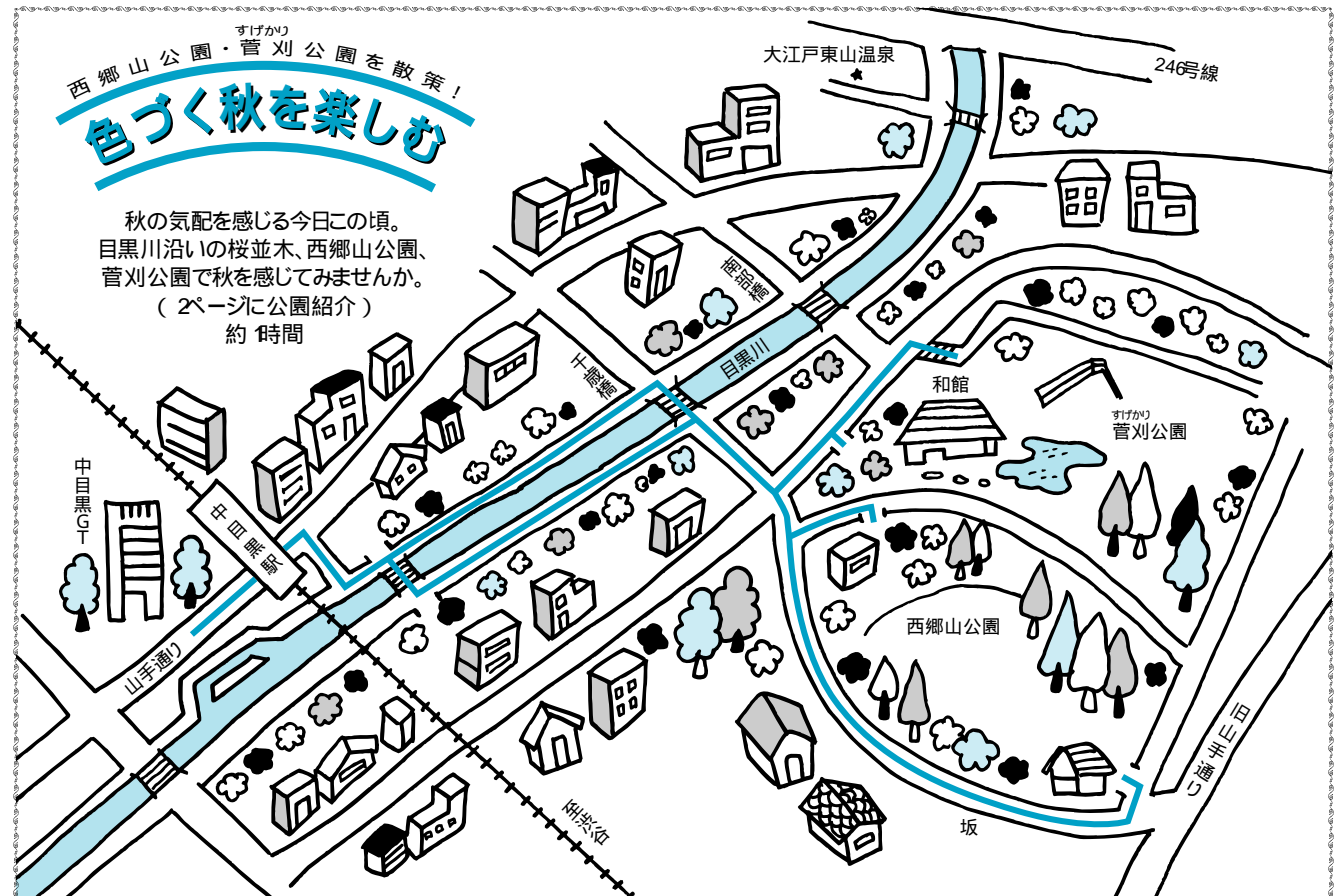 すげかり
西郷山公園・菅刈公園を散策！
色づく秋を楽しむ
秋の気配を感じる今日この頃。
目黒川沿いの桜並木、西郷山公園、
菅刈公園で秋を感じてみませんか。
（ 2ページに公園紹介 ）
約 1時間
大江戸東山温泉
246号線
南部橋
千歳橋
目黒川
和館
すげかり
菅刈公園
中目黒GT
中目黒駅
西郷山公園
山手通り
旧山手通り
至渋谷
坂